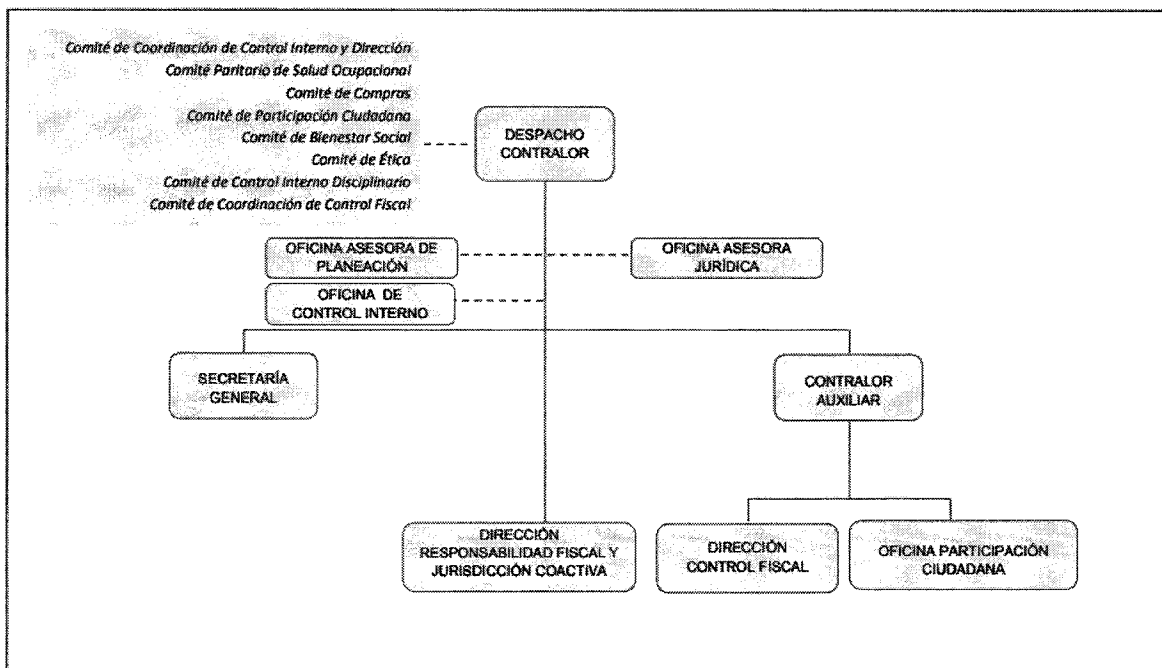 Comité de Coordinación de Control Interno y Dirección
Comité Paritario de Salud Ocupacional
Comité de Compras
Comité de Participación Ciudadana
Comité de Bienestar Social
Comité de Ética
Comité de Control Interno Disciplinario
Comité de Coordinación de Control Fiscal
DESPACHO
CONTRALOR
OFICINA ASESORA DE
PLANEACIÓN
OFICINA ASESORA
JURÍDICA
OFICINA DE
CONTROL INTERNO
SECRETARÍA
GENERAL
CONTRALOR
AUXILIAR
DIRECCIÓN
RESPONSABILIDAD FISCAL Y
JURISDICCIÓN COACTIVA
DIRECCIÓN
CONTROL FISCAL
OFICINA PARTICIPACIÓN
CIUDADANA